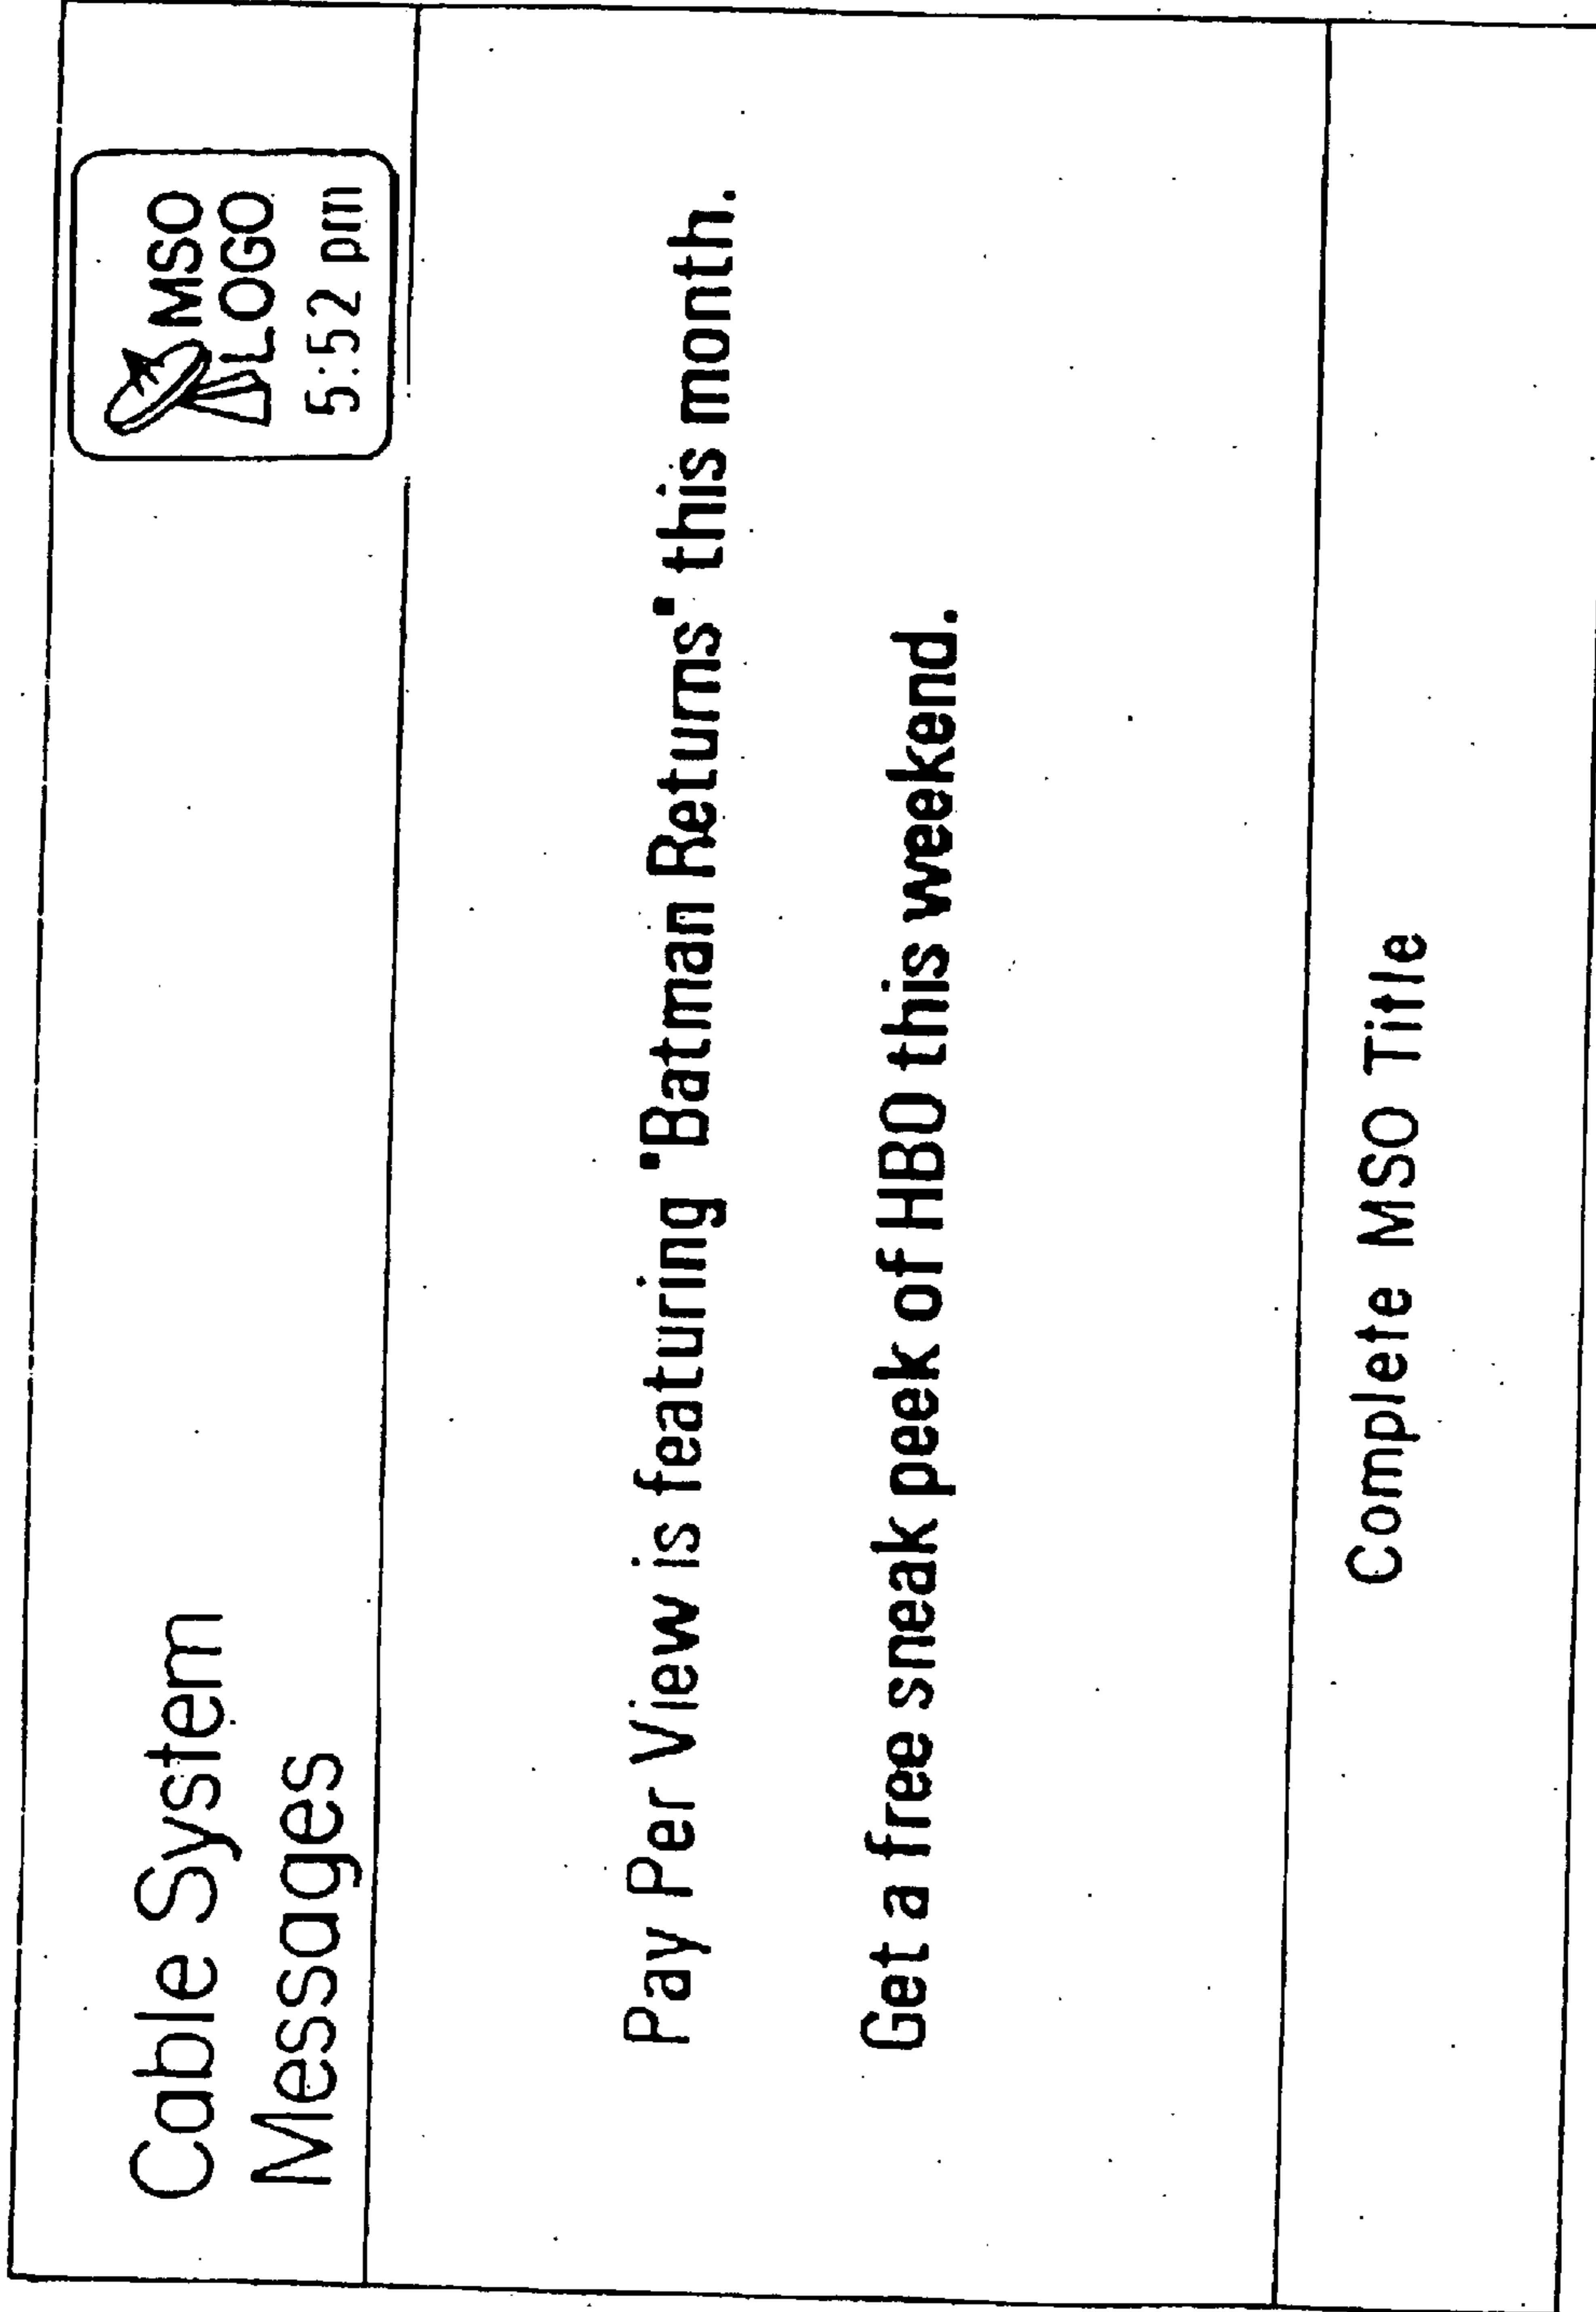 Cable System
Messages
MSO
LOGO
5:52 pm
Pay Per View is featuring "Batman Returns" this month.
Get a free sneak peek of HBO this weekend.
Complete MSO Title